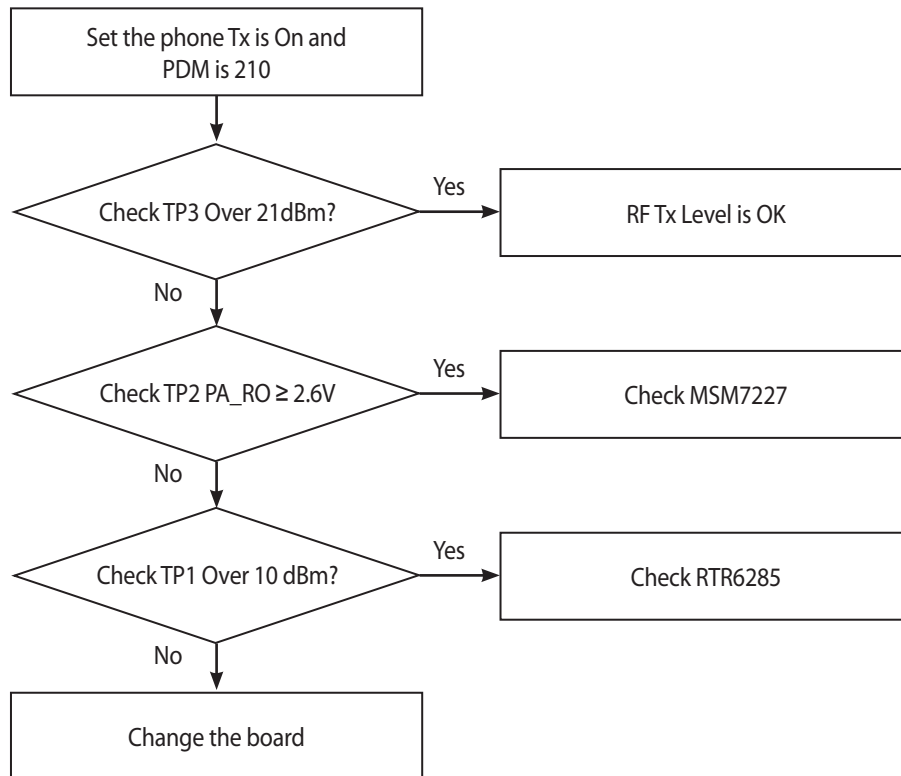 Set the phone Tx is On and
PDM is 210
Check TP3 Over 21dBm?
Yes
RF Tx Level is OK
No
Check TP2 PA_RO ≥ 2.6V
Yes
Check MSM7227
No
Check TP1 Over 10 dBm?
Yes
Check RTR6285
No
Change the board